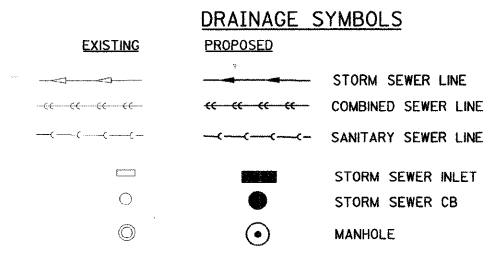 DRAINAGE SYMBOLS
EXISTING PROPOSED
STORM SEWER LINE
COMBINED SEWER LINE
SANITARY SEWER LINE
STORM SEWER INLET
STORM SEWER CB
MANHOLE